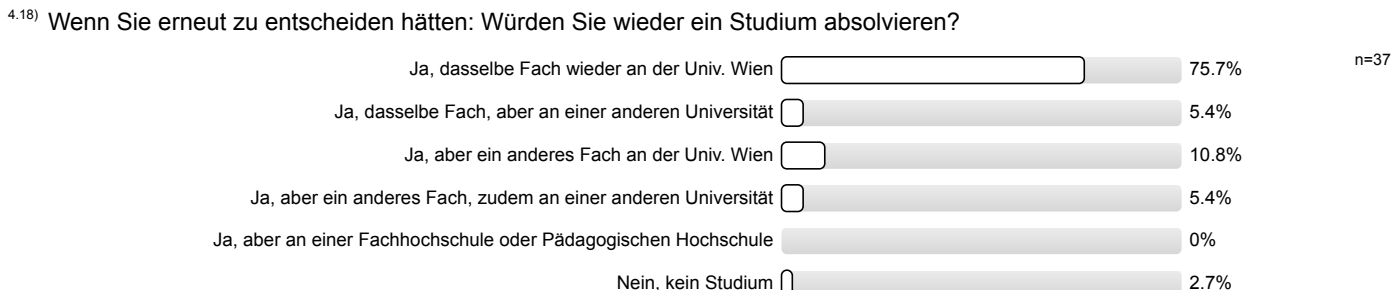 4.18) Wenn Sie erneut zu entscheiden hätten: Würden Sie wieder ein Studium absolvieren?
Ja, dasselbe Fach wieder an der Univ. Wien 75.7% n=37
Ja, dasselbe Fach, aber an einer anderen Universität 5.4%
Ja, aber ein anderes Fach an der Univ. Wien 10.8%
Ja, aber ein anderes Fach, zudem an einer anderen Universität 5.4%
Ja, aber an einer Fachhochschule oder Pädagogischen Hochschule 0%
Nein, kein Studium 2.7%